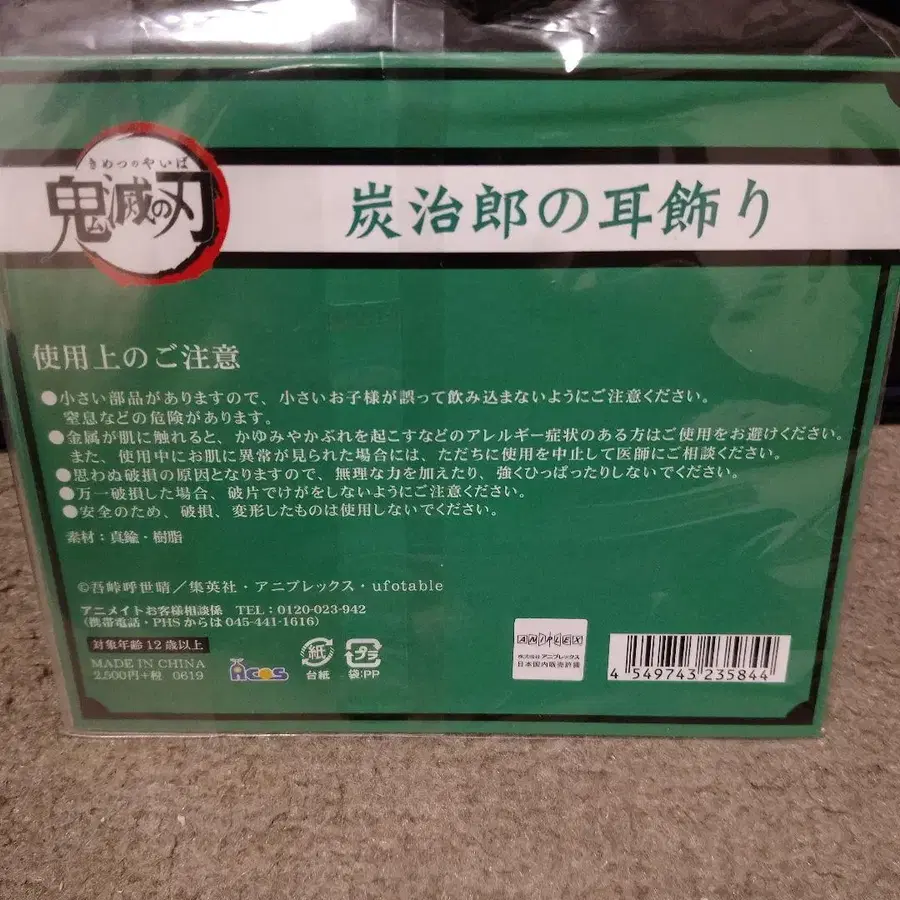 きめつのやいば
鬼滅の刃
炭治郎の耳飾り
使用上のご注意
●小さい部品がありますので、小さいお子様が誤って飲み込まないようにご注意ください。
窒息などの危険があります。
●金属が肌に触れると、かゆみやかぶれを起こすなどのアレルギー症状のある方はご使用をお避けください。
また、使用中にお肌に異常が見られた場合には、ただちに使用を中止して医師にご相談ください。
●思わぬ破損の原因となりますので、無理な力を加えたり、強くひっぱったりしないでください。
●万一破損した場合、破片でけがをしないようにご注意ください。
●安全のため、破損、変形したものは使用しないでください。
素材：真鍮・樹脂
©吾峠呼世晴／集英社・アニプレックス・ufotable
アニメイトお客様相談係 TEL：0120-023-942
（携帯電話・PHSからは 045-441-1616）
対象年齢12歳以上
MADE IN CHINA
2,500円+税 0619
acos
紙
台紙
プラ
袋:PP
ANIPLEX
株式会社アニプレックス
日本国内販売許諾
4 549743 235844